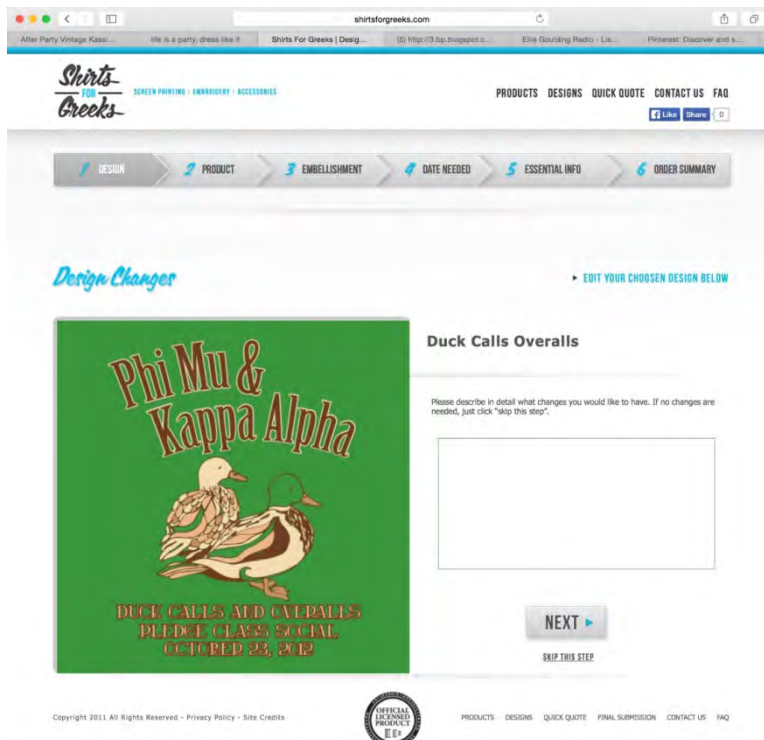 shirtsforgreeks.com
After Party Vintage Kassi... life is a party, dress like it Shirts For Greeks | Desig... (5) http://3.bp.blogspot.c... Ellie Goulding Radio - Lis... Pinterest: Discover and s...
Shirts
FOR
Greeks
SCREEN PRINTING | EMBROIDERY | ACCESSORIES
PRODUCTS DESIGNS QUICK QUOTE CONTACT US FAQ
Like Share 0
1 DESIGN 2 PRODUCT 3 EMBELLISHMENT 4 DATE NEEDED 5 ESSENTIAL INFO 6 ORDER SUMMARY
Design Changes
EDIT YOUR CHOOSEN DESIGN BELOW
Phi Mu &
Kappa Alpha
DUCK CALLS AND OVERALLS
PLEDGE CLASS SOCIAL
OCTOBER 23, 2012
Duck Calls Overalls
Please describe in detail what changes you would like to have. If no changes are
needed, just click "skip this step".
NEXT
SKIP THIS STEP
Copyright 2011 All Rights Reserved - Privacy Policy - Site Credits
OFFICIAL
LICENSED
PRODUCT
PRODUCTS DESIGNS QUICK QUOTE FINAL SUBMISSION CONTACT US FAQ